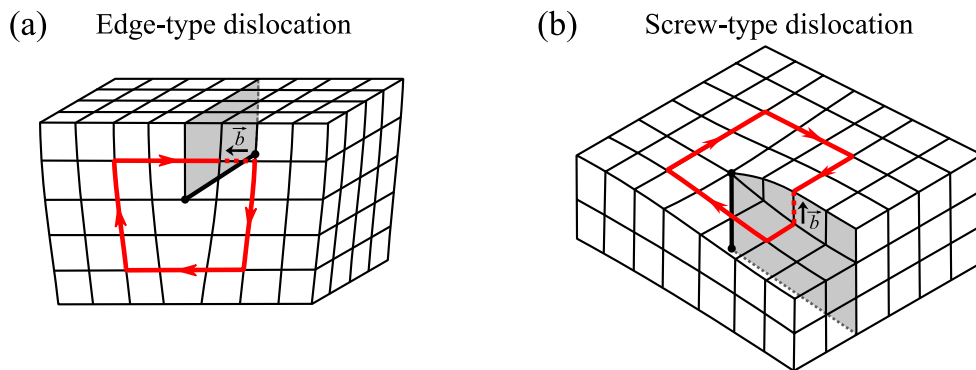 (a) Edge-type dislocation
(b) Screw-type dislocation
b⃗
b⃗